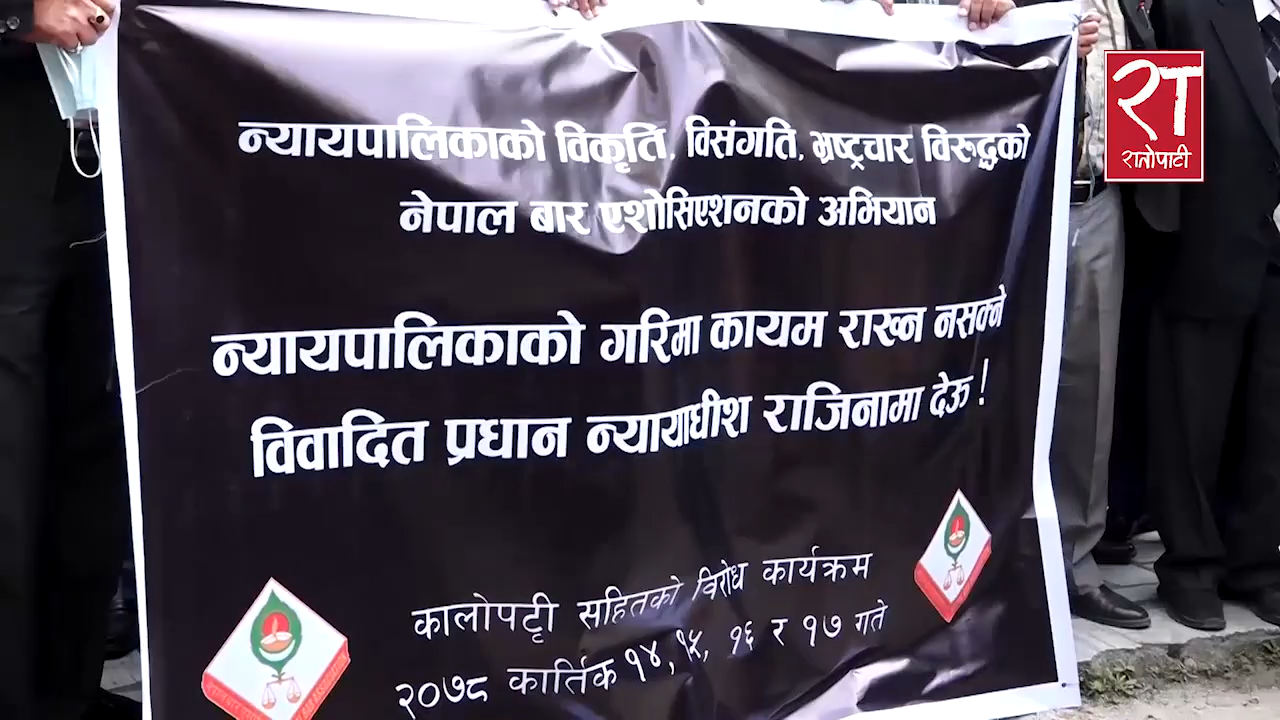 रा
रातोपाटी
न्यायपालिकाको विकृति, विसंगति, भ्रष्ट्रचार विरुद्धको
नेपाल बार एशोसिएशनको अभियान
न्यायपालिकाको गरिमा कायम राख्न नसक्ने
विवादित प्रधान न्यायाधीश राजिनामा देऊ !
कालोपट्टी सहितको विरोध कार्यक्रम
२०७८ कार्तिक १४, १५, १६ र १७ गते